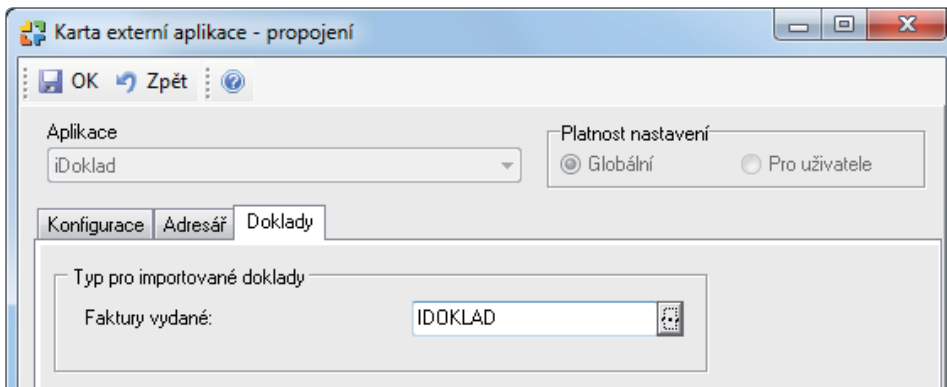 Karta externí aplikace - propojení
OK Zpět
Aplikace
iDoklad
Platnost nastavení
Globální Pro uživatele
Konfigurace Adresář Doklady
Typ pro importované doklady
Faktury vydané: IDOKLAD